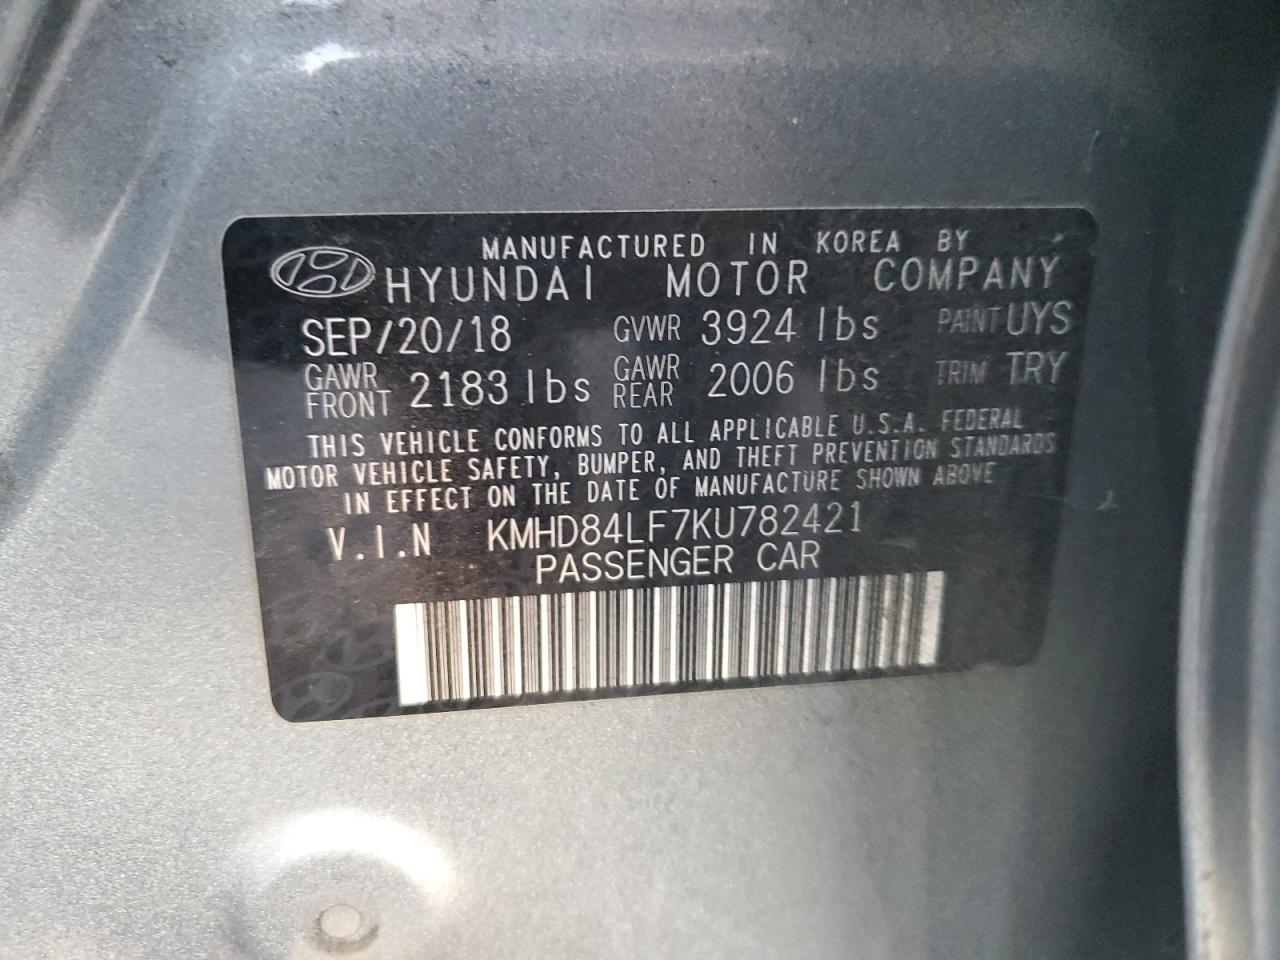 MANUFACTURED IN KOREA BY
HYUNDAI MOTOR COMPANY
SEP/20/18 GVWR 3924 lbs PAINT UYS
GAWR FRONT 2183 lbs GAWR REAR 2006 lbs TRIM TRY
THIS VEHICLE CONFORMS TO ALL APPLICABLE U.S.A. FEDERAL
MOTOR VEHICLE SAFETY, BUMPER, AND THEFT PREVENTION STANDARDS
IN EFFECT ON THE DATE OF MANUFACTURE SHOWN ABOVE
V.I.N KMHD84LF7KU782421
PASSENGER CAR